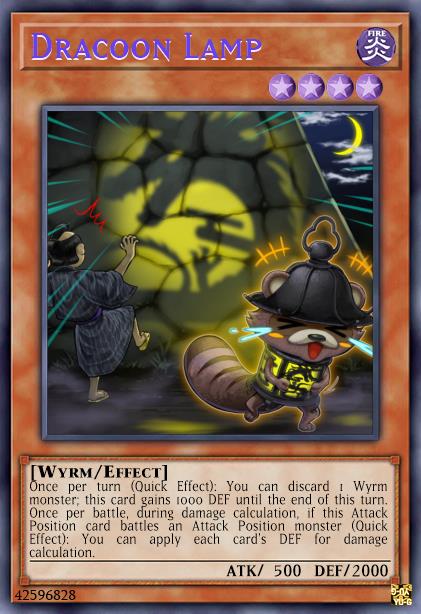 Dracoon Lamp
FIRE
炎
[Wyrm/Effect]
Once per turn (Quick Effect): You can discard 1 Wyrm
monster; this card gains 1000 DEF until the end of this turn.
Once per battle, during damage calculation, if this Attack
Position card battles an Attack Position monster (Quick
Effect): You can apply each card's DEF for damage
calculation.
ATK/ 500 DEF/2000
42596828